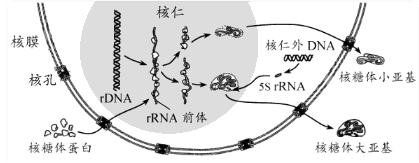 核仁
核膜
核仁外 DNA
核孔
核糖体小亚基
rDNA
5S rRNA
rRNA 前体
核糖体蛋白
核糖体大亚基